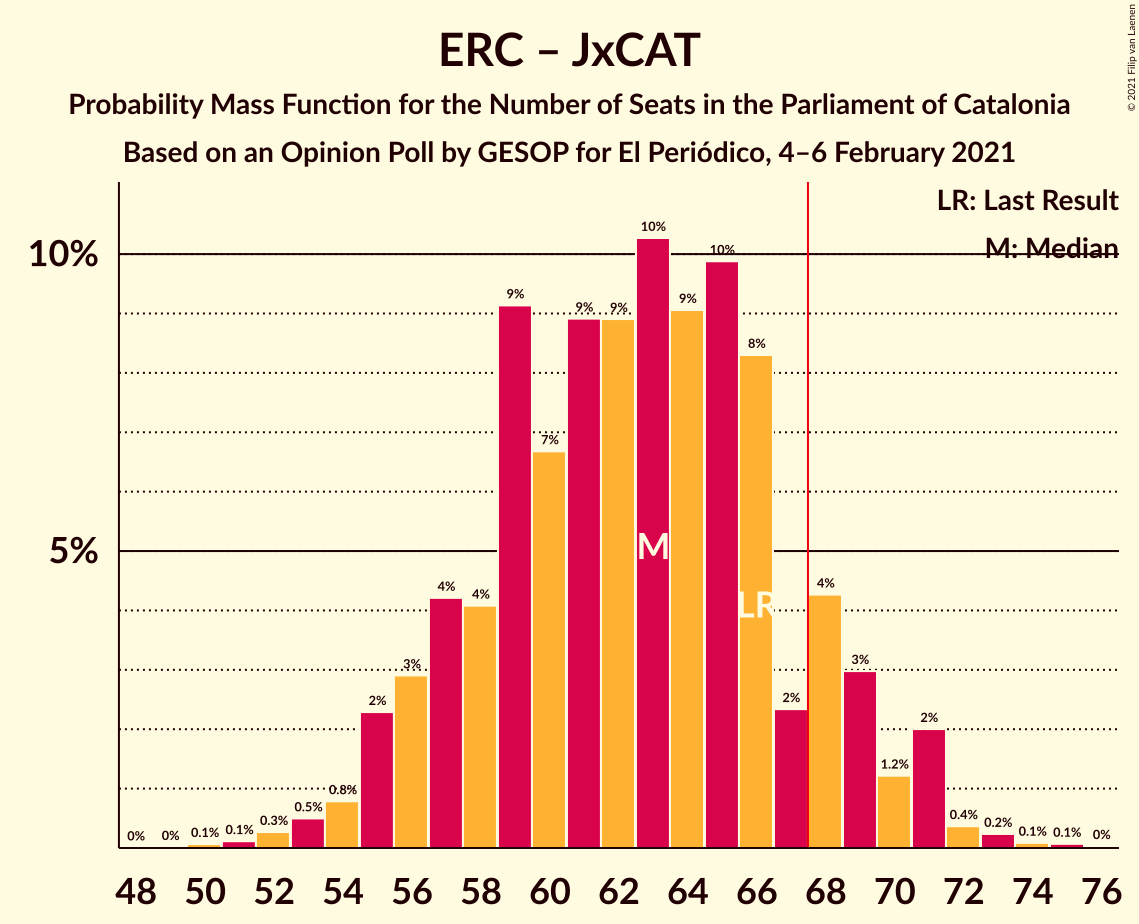 ERC – JxCAT
Probability Mass Function for the Number of Seats in the Parliament of Catalonia
Based on an Opinion Poll by GESOP for El Periódico, 4–6 February 2021
© 2021 Filip van Laenen
LR: Last Result
M: Median
10%
5%
0% 0% 0.1% 0.1% 0.3% 0.5% 0.8% 2% 3% 4% 4% 9% 7% 9% 9% 10% 9% 10% 8% 2% 4% 3% 1.2% 2% 0.4% 0.2% 0.1% 0.1% 0%
M
LR
48 50 52 54 56 58 60 62 64 66 68 70 72 74 76